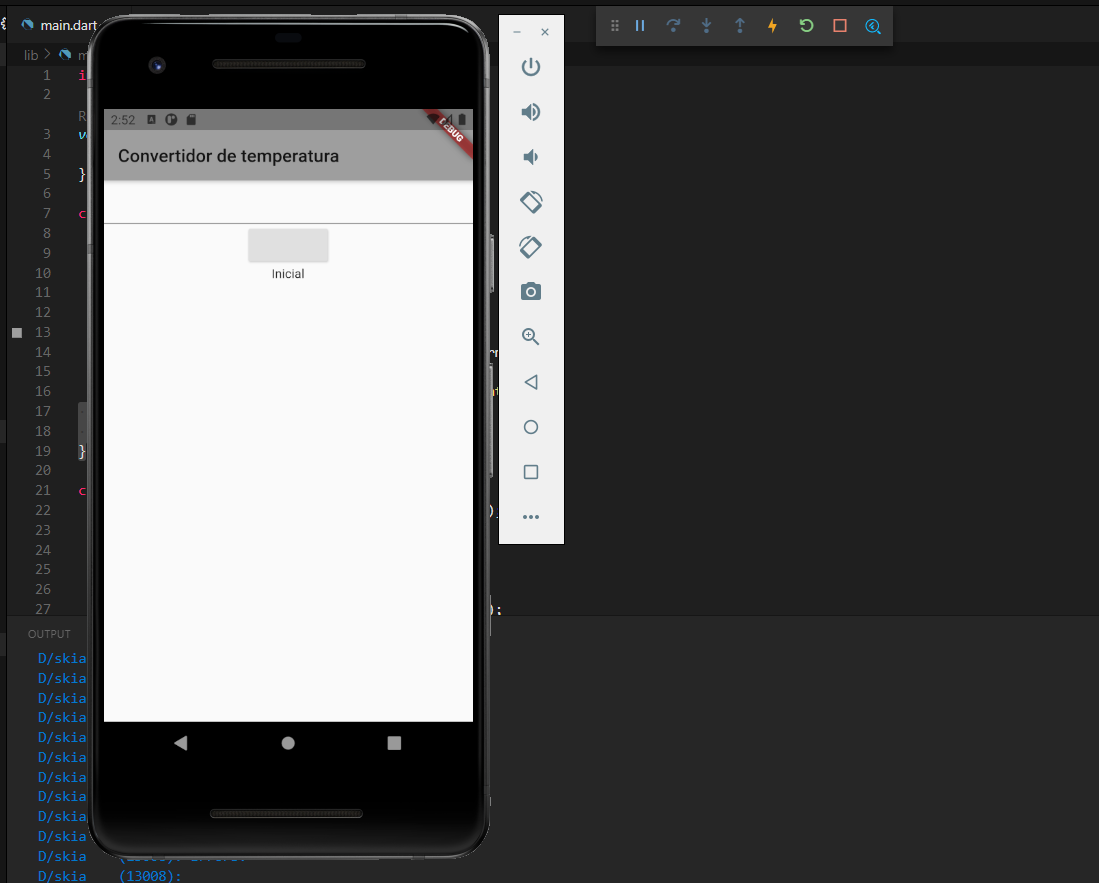 main.dart
lib
1
2
3
4
5 }
6
7 c
8
9
10
11
12
13
14
15
16
17
18
19 }
20
21 c
22
23
24
25
26
27
2:52
DEBUG
Convertidor de temperatura
Inicial
OUTPUT
D/skia
D/skia
D/skia
D/skia
D/skia
D/skia
D/skia
D/skia
D/skia
D/skia
D/skia
D/skia (13008):